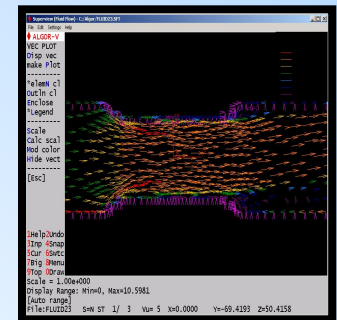 Superview (Fluid Flow) - C:/Algor/FLUID23.SFT
File Edit Settings Help
ALGOR-V
VEC PLOT
Disp vec
make Plot
---------
*elemN cl
Outln cl
Enclose
*Legend
---------
Scale
Calc scal
Mod color
Hide vect
---------
[Esc]
1Help2Undo
3Inp 4Snap
5Cur 6Swtc
7Big 8Menu
9Top 0Draw
Scale = 1.00e+000
Display Range: Min=0, Max=10.5981
[Auto range]
File:FLUID23 S=N ST 1/ 3 Vu= 5 X=0.0000 Y=-69.4193 Z=50.4158